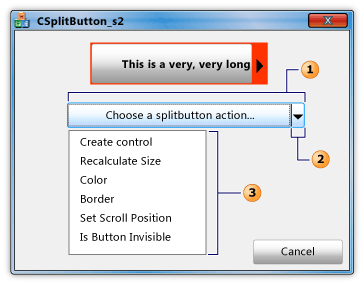 CSplitButton_s2
This is a very, very long
1
Choose a splitbutton action...
2
Create control
Recalculate Size
Color
Border
Set Scroll Position
Is Button Invisible
3
Cancel